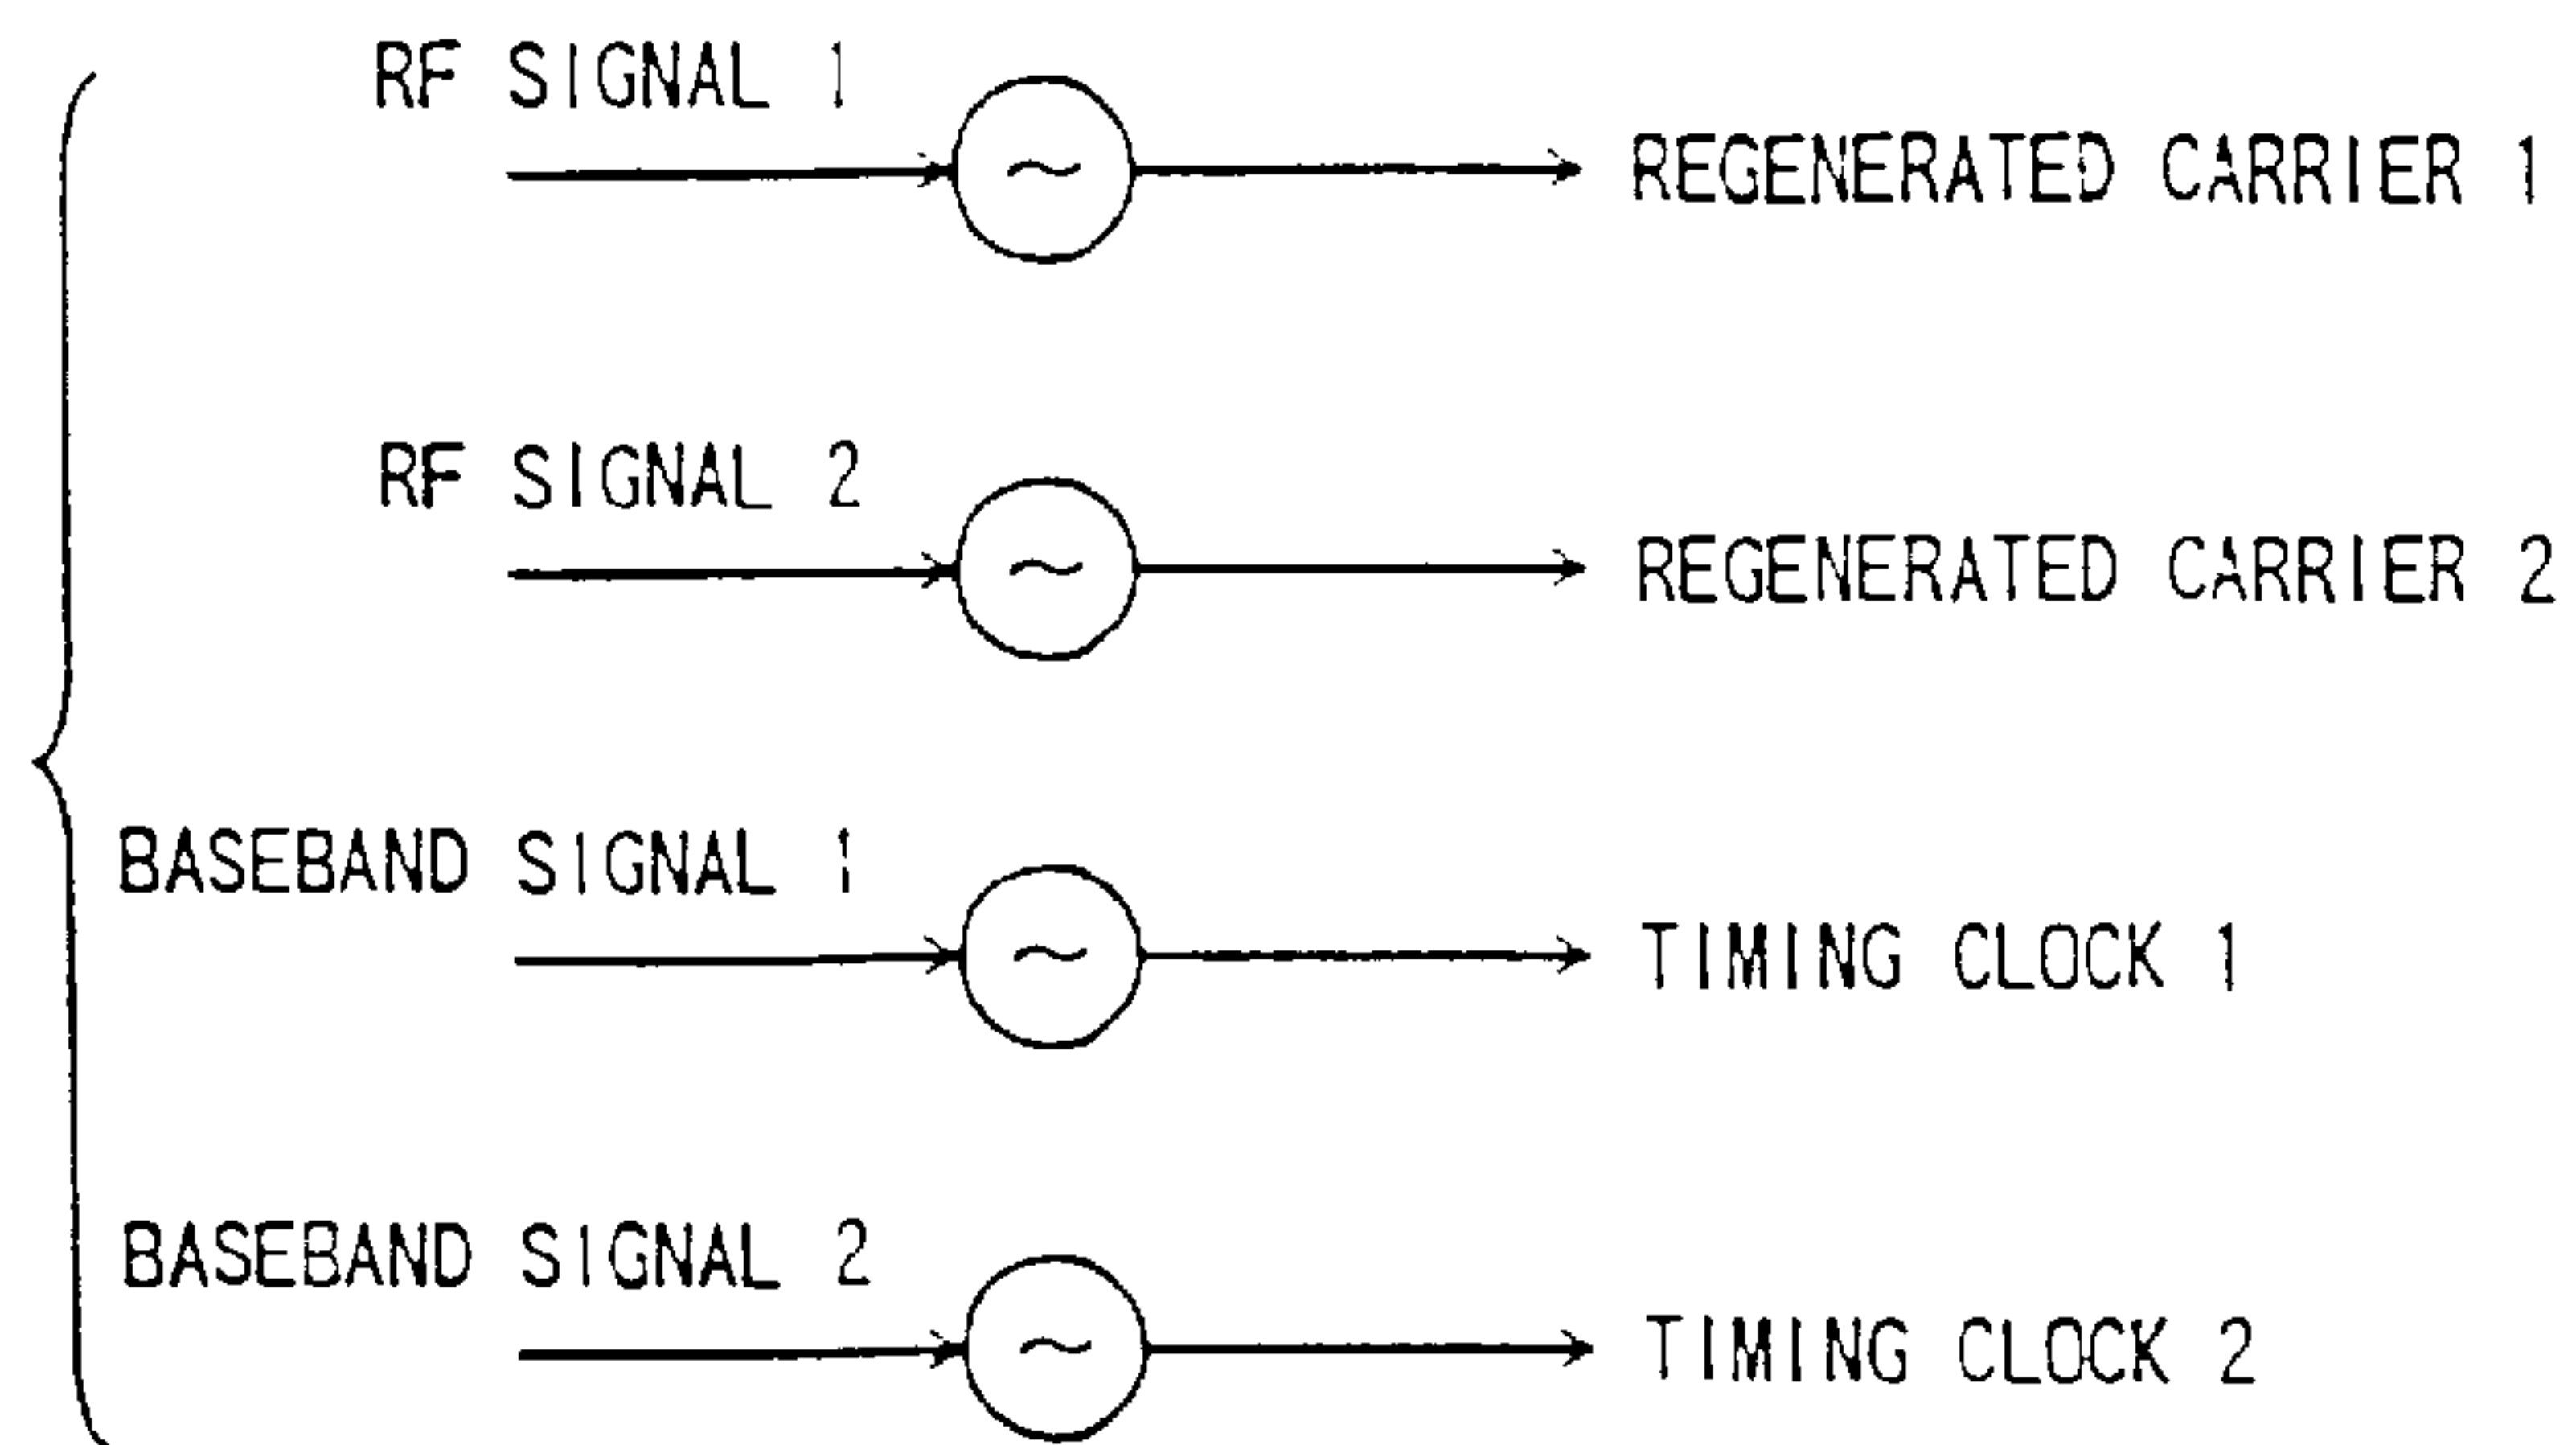 RF SIGNAL 1
REGENERATED CARRIER 1
RF SIGNAL 2
REGENERATED CARRIER 2
BASEBAND SIGNAL 1
TIMING CLOCK 1
BASEBAND SIGNAL 2
TIMING CLOCK 2